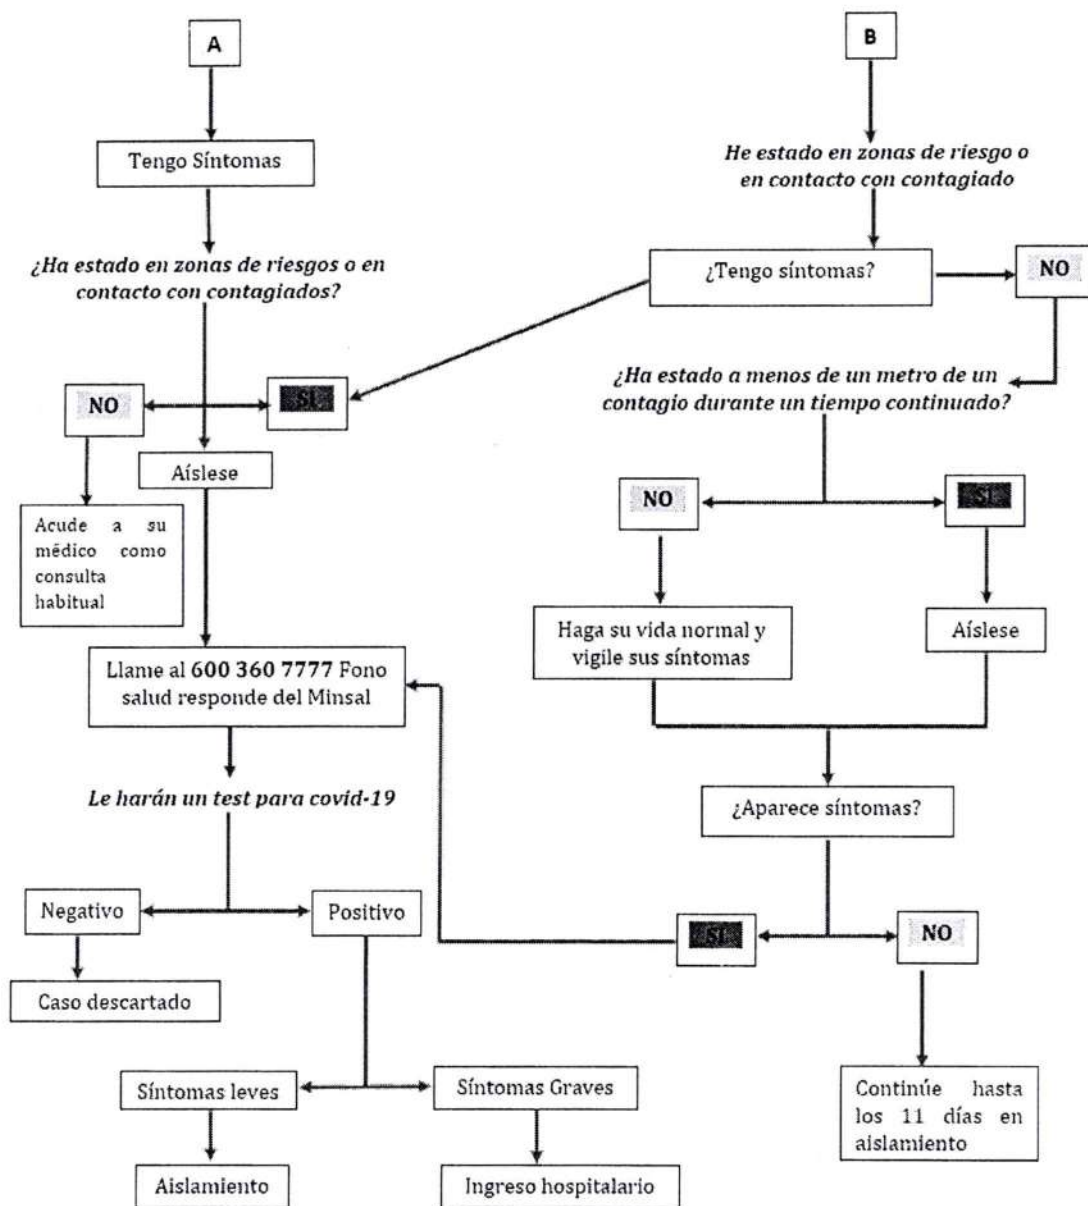 A
Tengo Síntomas
¿Ha estado en zonas de riesgos o en
contacto con contagiados?
NO
SI
Aíslese
Acude a su
médico como
consulta
habitual
Llame al 600 360 7777 Fono
salud responde del Minsal
Le harán un test para covid-19
Negativo
Positivo
Caso descartado
Síntomas leves
Síntomas Graves
Aislamiento
Ingreso hospitalario
B
He estado en zonas de riesgo o
en contacto con contagiado
¿Tengo síntomas?
NO
¿Ha estado a menos de un metro de un
contagio durante un tiempo continuado?
NO
SI
Haga su vida normal y
vigile sus síntomas
Aíslese
¿Aparece síntomas?
SI
NO
Continúe hasta
los 11 días en
aislamiento